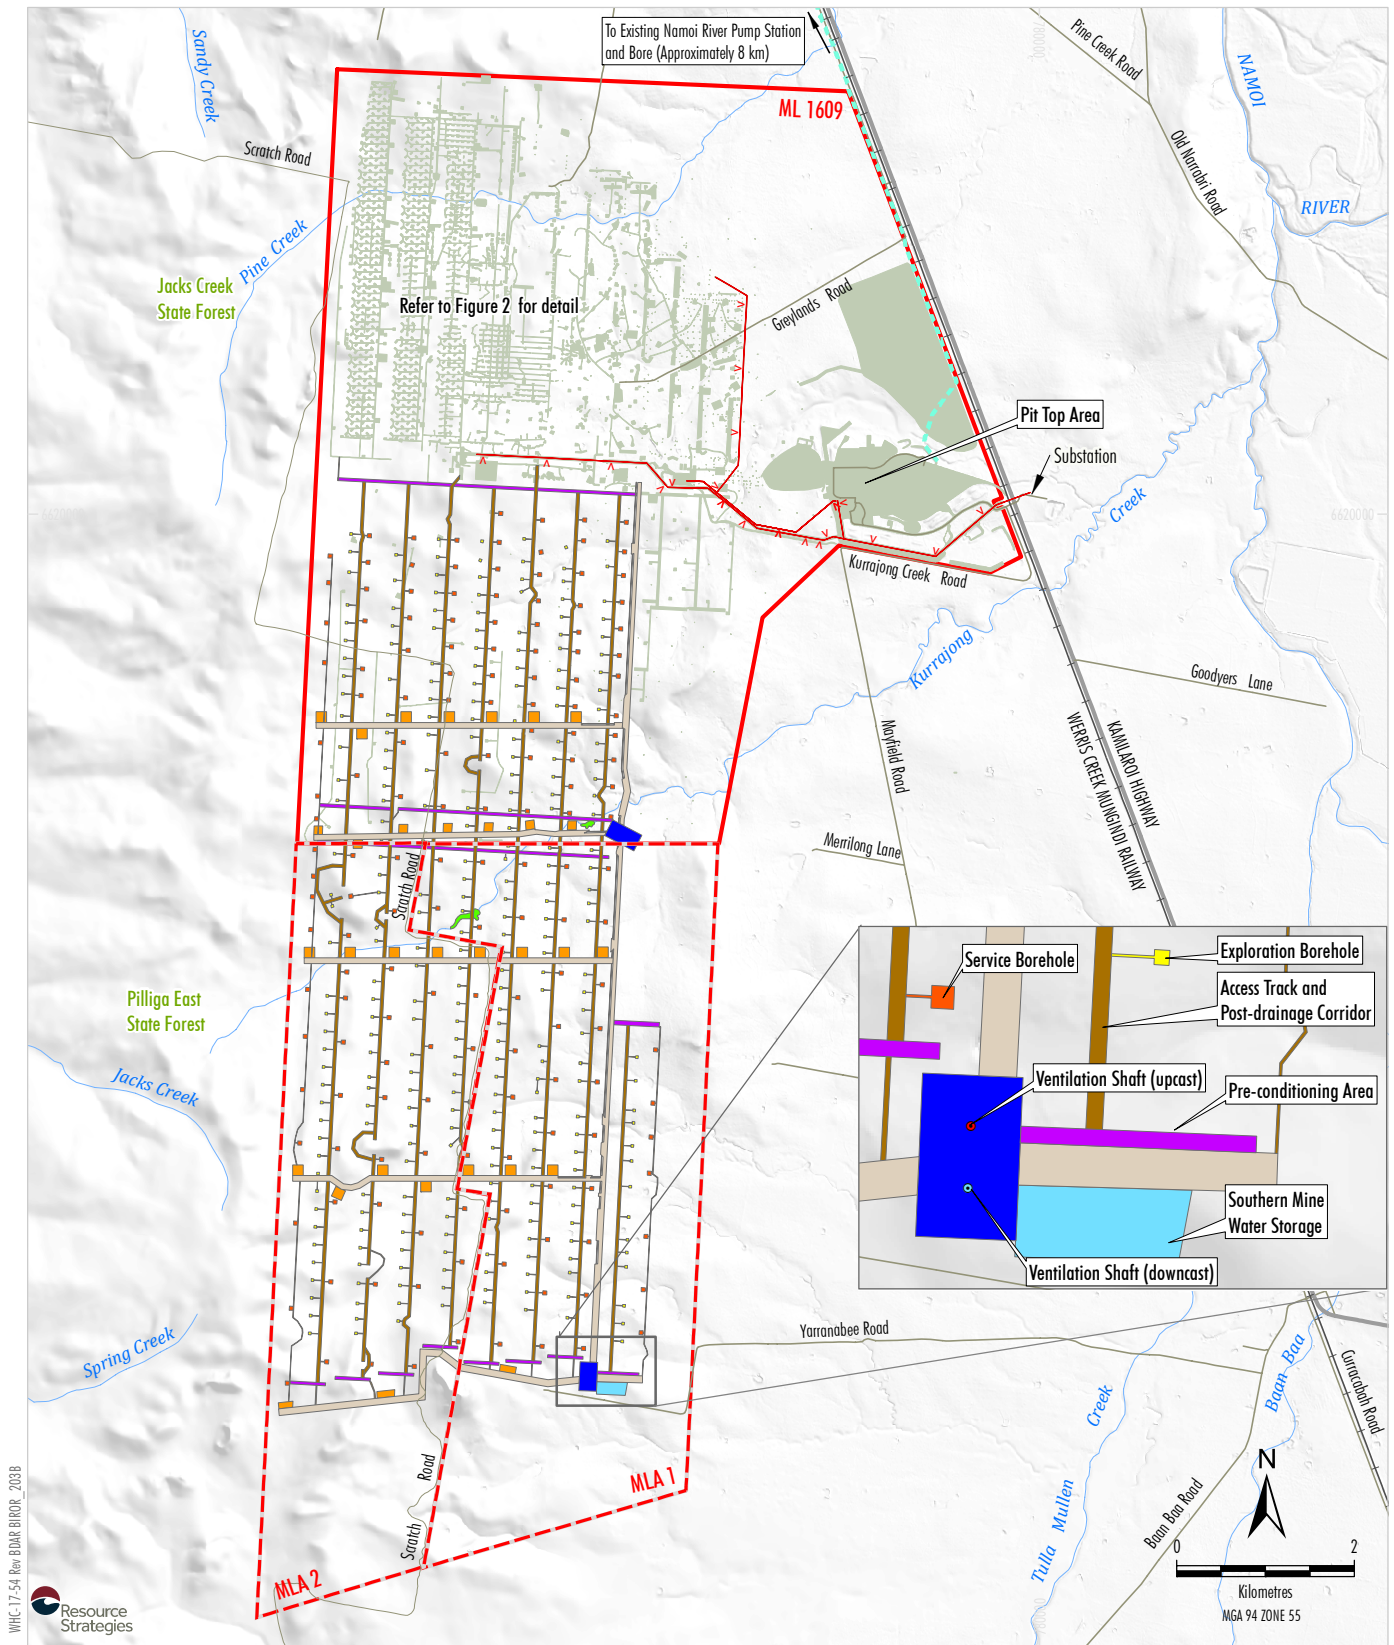 To Existing Namoi River Pump Station
and Bore (Approximately 8 km)
Pine Creek Road
NAMOI
Sandy Creek
ML 1609
Old Narrabri Road
Scratch Road
RIVER
Pine Creek
Jacks Creek
State Forest
Greylands Road
Refer to Figure 2 for detail
Pit Top Area
Substation
Creek
6620000
6620000
Kurrajong Creek Road
Kurrajong
Goodyers Lane
Mayfield Road
KAMILAROI HIGHWAY
WERRIS CREEK MUNGINDI RAILWAY
Merrilong Lane
Scratch Road
Service Borehole
Exploration Borehole
Access Track and
Post-drainage Corridor
Pilliga East
State Forest
Jacks Creek
Ventilation Shaft (upcast)
Pre-conditioning Area
Southern Mine
Water Storage
Ventilation Shaft (downcast)
Yarranabee Road
Spring Creek
Baan Baa
Curracabah Road
Creek
Tulla Mullen
Baan Baa Road
Scratch Road
MLA 1
MLA 2
N
0 2
Kilometres
MGA 94 ZONE 55
WHC-17-54 Rev BDAR BIROR_203B
Resource
Strategies